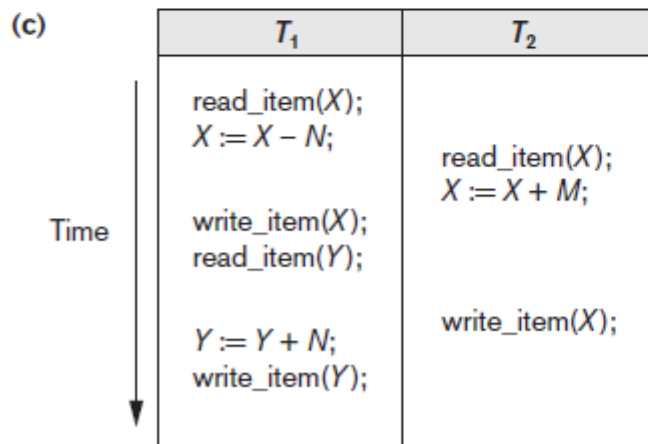 (c)
T1 T2
read_item(X);
X := X – N;
read_item(X);
X := X + M;
write_item(X);
Time
read_item(Y);
write_item(X);
Y := Y + N;
write_item(Y);